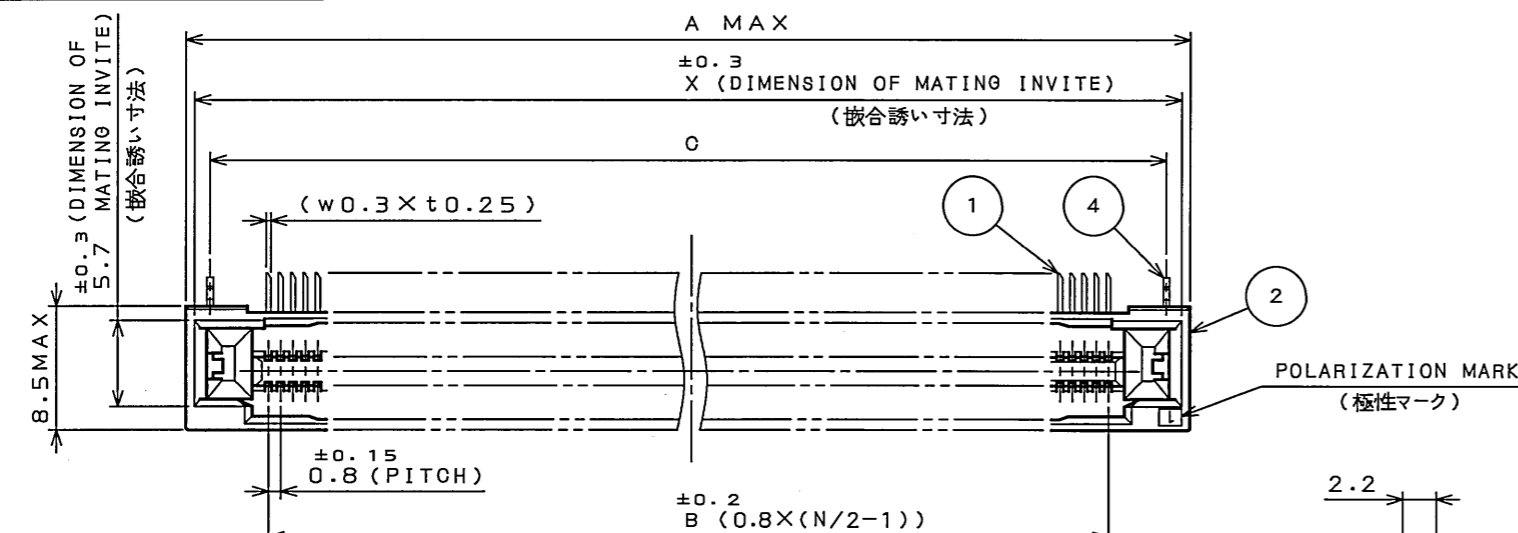 A MAX
±0.3
X (DIMENSION OF MATING INVITE)
(嵌合誘い寸法)
C
±0.3 (DIMENSION OF
5.7 MATING INVITE)
(嵌合誘い寸法)
(w0.3×t0.25)
1
4
2
8.5MAX
POLARIZATION MARK
(極性マーク)
±0.15
0.8 (PITCH)
±0.2
B (0.8×(N/2-1))
2.2